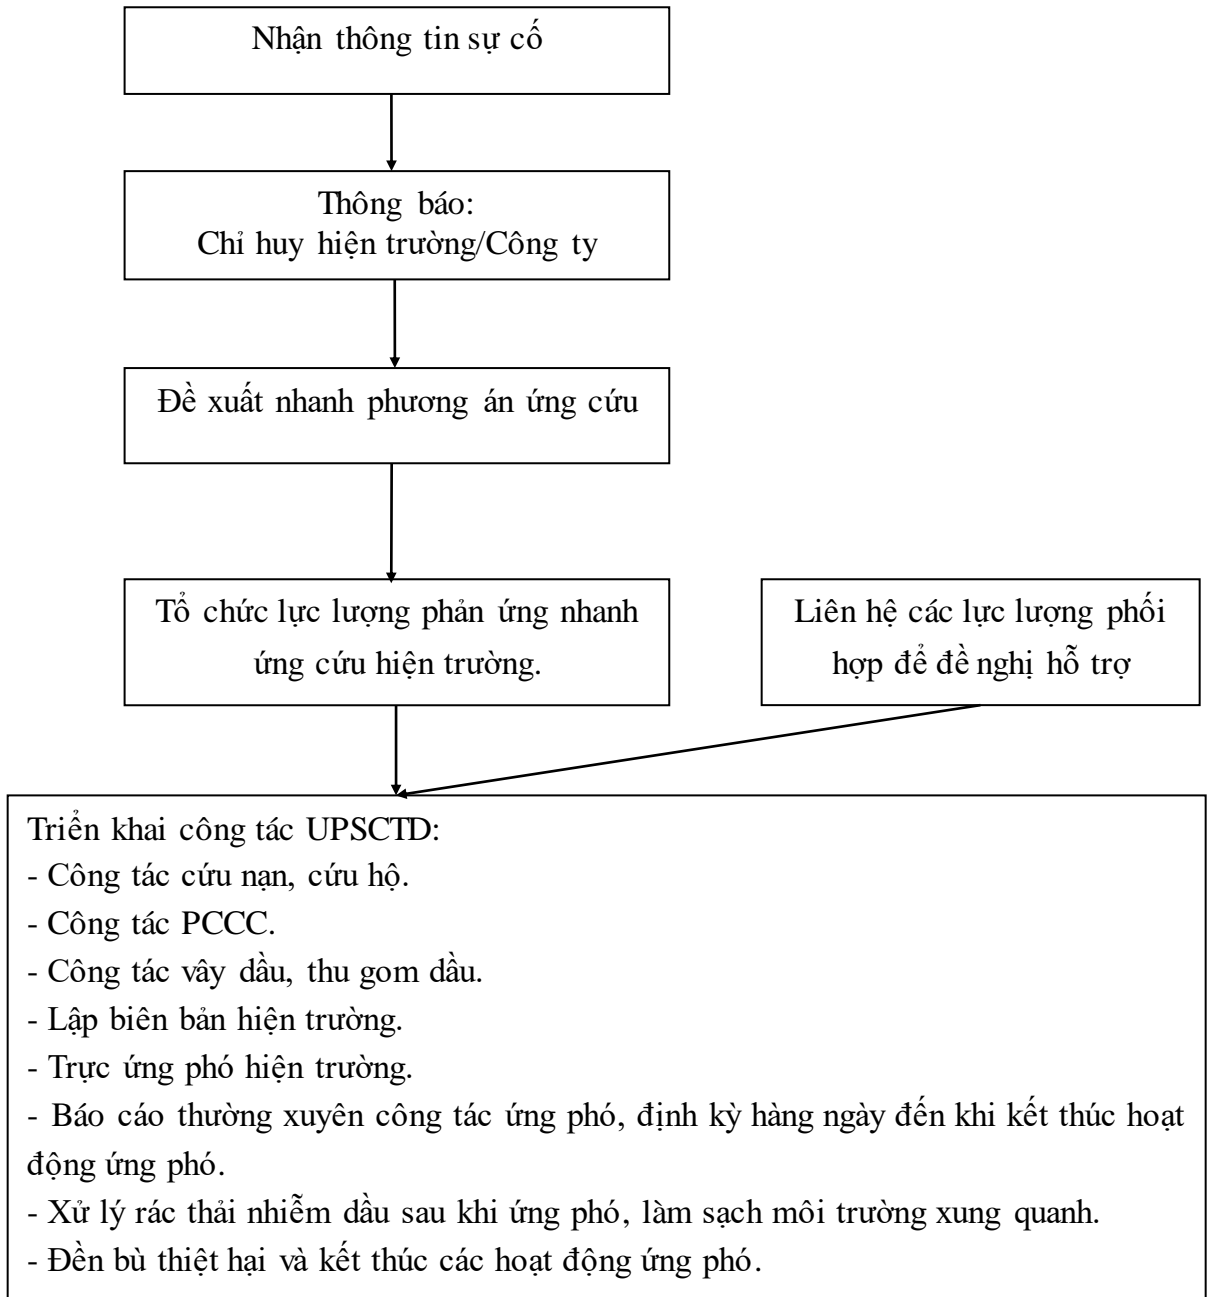 Nhận thông tin sự cố
Thông báo:
Chỉ huy hiện trường/Công ty
Đề xuất nhanh phương án ứng cứu
Tổ chức lực lượng phản ứng nhanh
ứng cứu hiện trường.
Liên hệ các lực lượng phối
hợp để đề nghị hỗ trợ
Triển khai công tác UPSCTD:
- Công tác cứu nạn, cứu hộ.
- Công tác PCCC.
- Công tác vây dầu, thu gom dầu.
- Lập biên bản hiện trường.
- Trực ứng phó hiện trường.
- Báo cáo thường xuyên công tác ứng phó, định kỳ hàng ngày đến khi kết thúc hoạt
động ứng phó.
- Xử lý rác thải nhiễm dầu sau khi ứng phó, làm sạch môi trường xung quanh.
- Đền bù thiệt hại và kết thúc các hoạt động ứng phó.